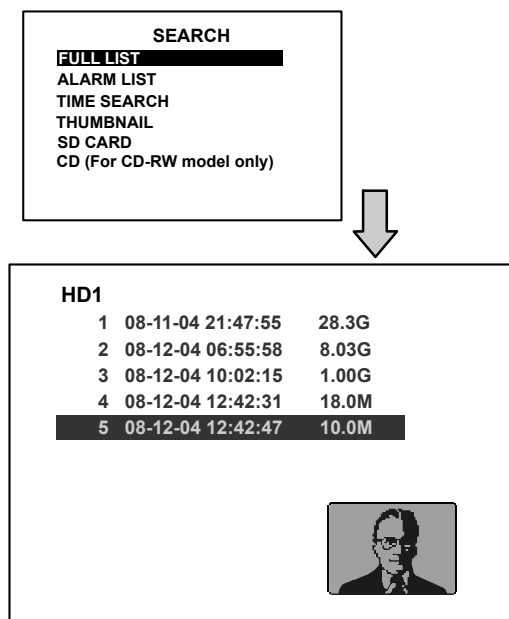 SEARCH
FULL LIST
ALARM LIST
TIME SEARCH
THUMBNAIL
SD CARD
CD (For CD-RW model only)
HD1
1 08-11-04 21:47:55 28.3G
2 08-12-04 06:55:58 8.03G
3 08-12-04 10:02:15 1.00G
4 08-12-04 12:42:31 18.0M
5 08-12-04 12:42:47 10.0M